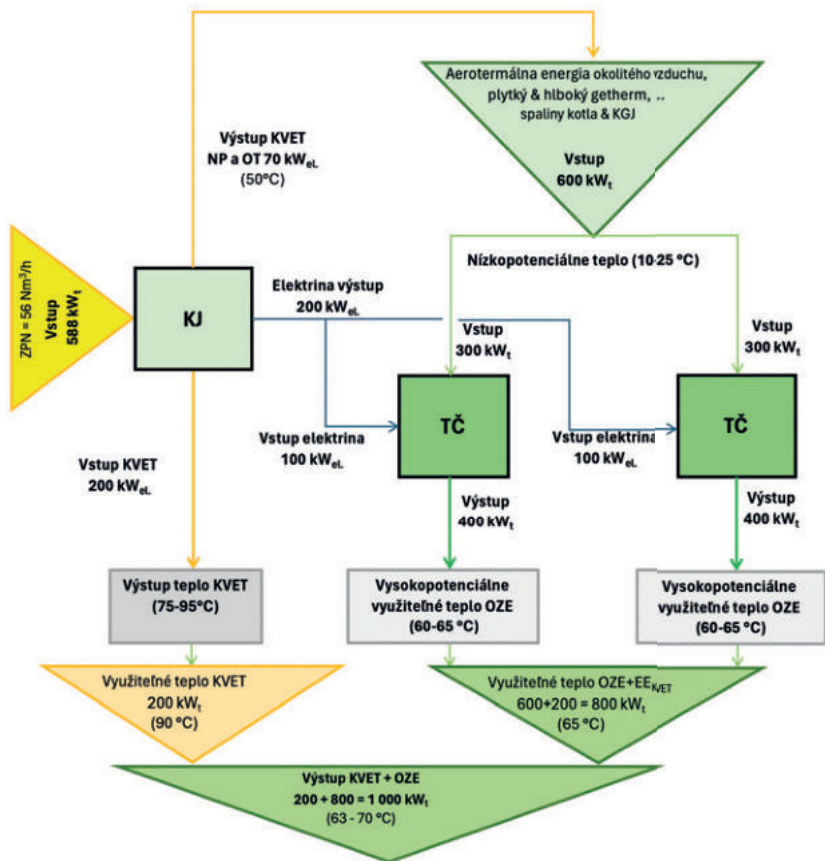 Aerotermálna energia okolitého vzduchu,
plytký & hlboký getherm, ..
spaliny kotla & KGJ
Vstup
600 kWt
Výstup KVET
NP a OT 70 kWel.
(50°C)
Nízkopotenciálne teplo (10-25 °C)
ZPN = 56 Nm³/h
Vstup
588 kWt
KJ
Elektrina výstup
200 kWel.
Vstup
300 kWt
Vstup
300 kWt
TČ
TČ
Vstup elektrina
100 kWel.
Vstup elektrina
100 kWel.
Vstup KVET
200 kWel.
Výstup
400 kWt
Výstup
400 kWt
Výstup teplo KVET
(75-95°C)
Vysokopotenciálne
využiteľné teplo OZE
(60-65 °C)
Vysokopotenciálne
využiteľné teplo OZE
(60-65 °C)
Využiteľné teplo KVET
200 kWt
(90 °C)
Využiteľné teplo OZE+EEKVET
600+200 = 800 kWt
(65 °C)
Výstup KVET + OZE
200 + 800 = 1 000 kWt
(63 - 70 °C)